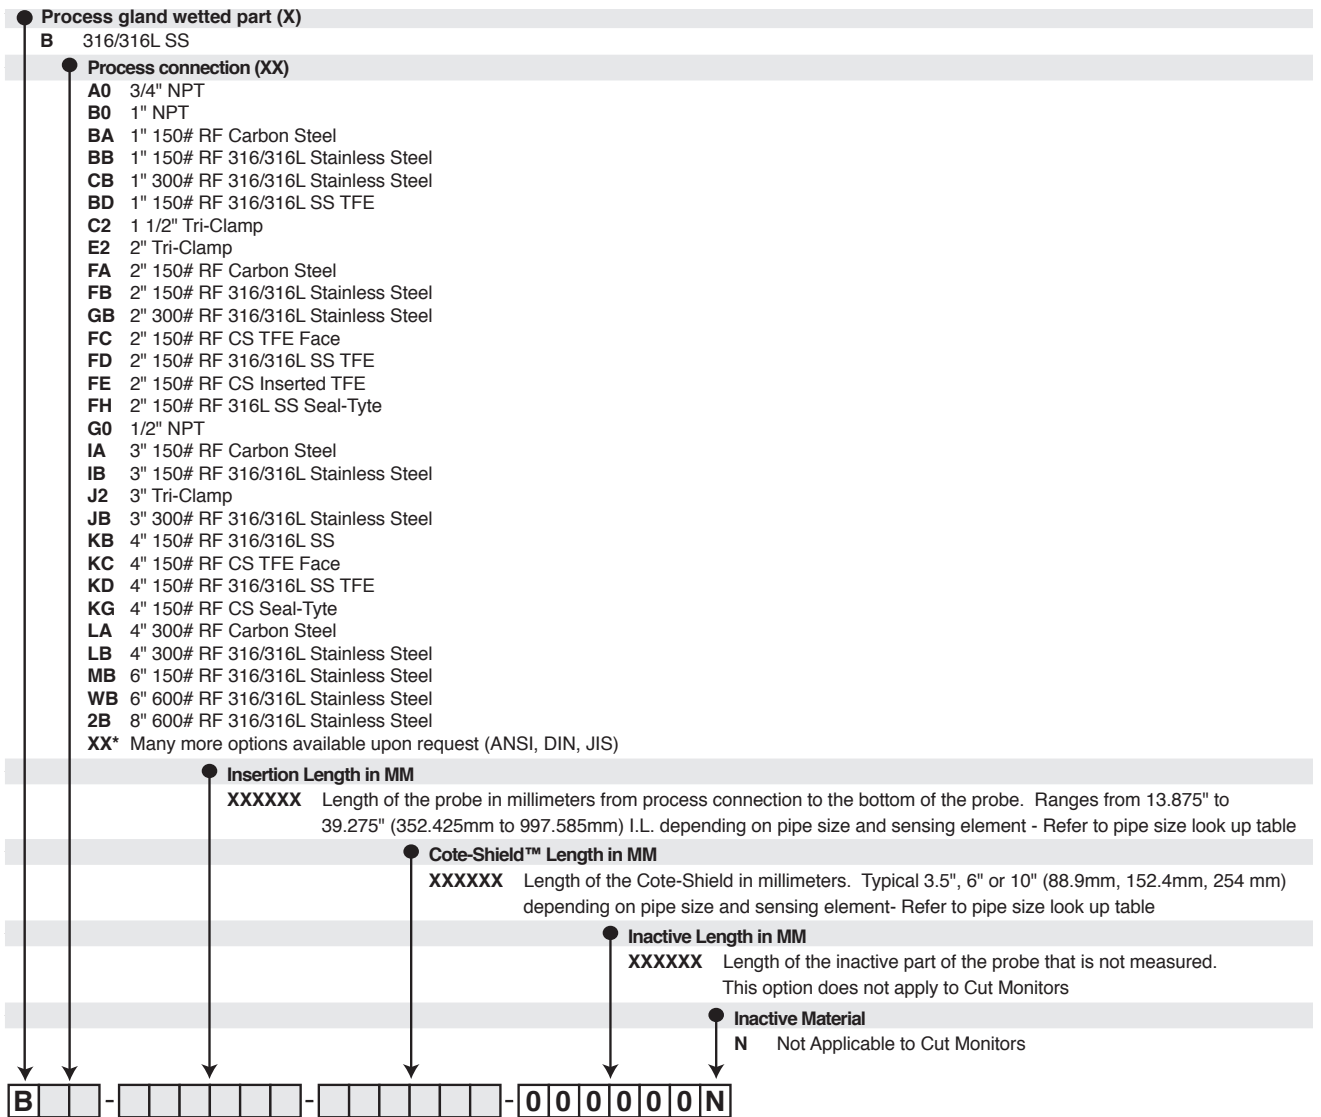 Process gland wetted part (X)
B 316/316L SS
Process connection (XX)
A0 3/4" NPT
B0 1" NPT
BA 1" 150# RF Carbon Steel
BB 1" 150# RF 316/316L Stainless Steel
CB 1" 300# RF 316/316L Stainless Steel
BD 1" 150# RF 316/316L SS TFE
C2 1 1/2" Tri-Clamp
E2 2" Tri-Clamp
FA 2" 150# RF Carbon Steel
FB 2" 150# RF 316/316L Stainless Steel
GB 2" 300# RF 316/316L Stainless Steel
FC 2" 150# RF CS TFE Face
FD 2" 150# RF 316/316L SS TFE
FE 2" 150# RF CS Inserted TFE
FH 2" 150# RF 316L SS Seal-Tyte
G0 1/2" NPT
IA 3" 150# RF Carbon Steel
IB 3" 150# RF 316/316L Stainless Steel
J2 3" Tri-Clamp
JB 3" 300# RF 316/316L Stainless Steel
KB 4" 150# RF 316/316L SS
KC 4" 150# RF CS TFE Face
KD 4" 150# RF 316/316L SS TFE
KG 4" 150# RF CS Seal-Tyte
LA 4" 300# RF Carbon Steel
LB 4" 300# RF 316/316L Stainless Steel
MB 6" 150# RF 316/316L Stainless Steel
WB 6" 600# RF 316/316L Stainless Steel
2B 8" 600# RF 316/316L Stainless Steel
XX* Many more options available upon request (ANSI, DIN, JIS)
Insertion Length in MM
XXXXXX Length of the probe in millimeters from process connection to the bottom of the probe. Ranges from 13.875" to
39.275" (352.425mm to 997.585mm) I.L. depending on pipe size and sensing element - Refer to pipe size look up table
Cote-Shield™ Length in MM
XXXXXX Length of the Cote-Shield in millimeters. Typical 3.5", 6" or 10" (88.9mm, 152.4mm, 254 mm)
depending on pipe size and sensing element- Refer to pipe size look up table
Inactive Length in MM
XXXXXX Length of the inactive part of the probe that is not measured.
This option does not apply to Cut Monitors
Inactive Material
N Not Applicable to Cut Monitors
B - - - 000000N